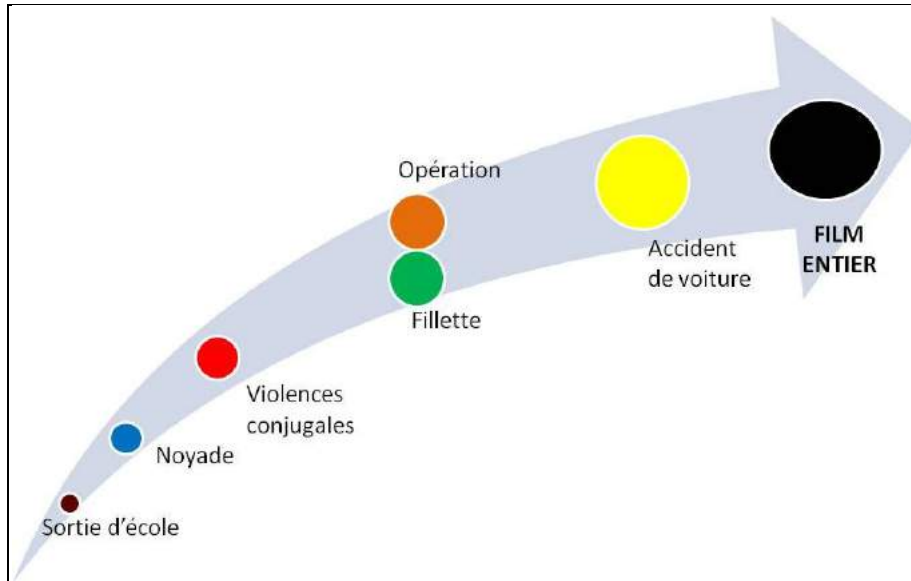 Opération
Fillette
Accident
de voiture
FILM
ENTIER
Violences
conjugales
Noyade
Sortie d'école